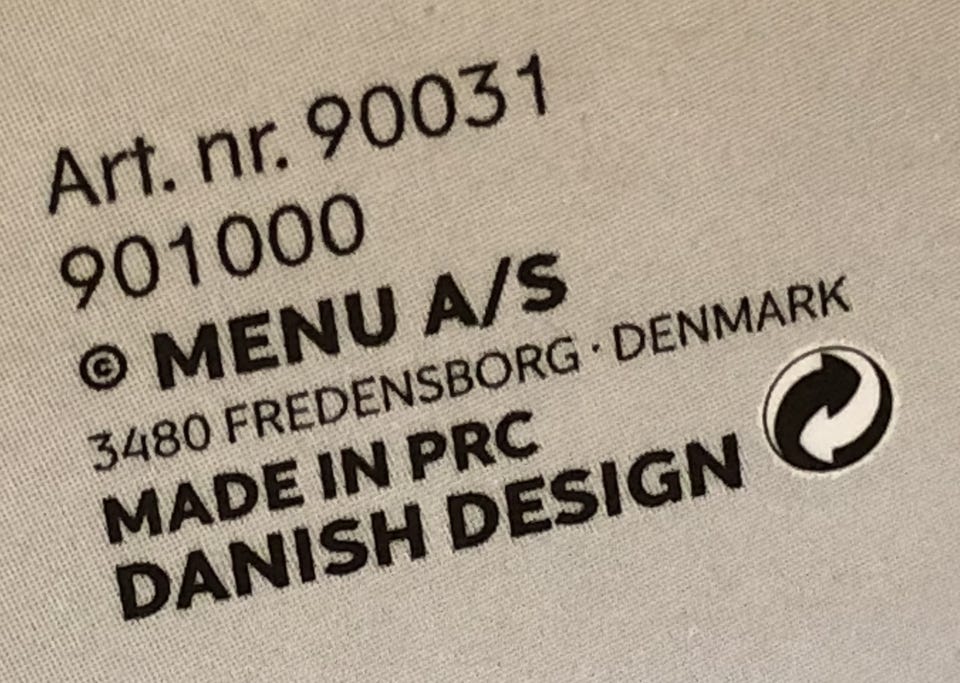 Art. nr. 90031
901000
© MENU A/S
3480 FREDENSBORG · DENMARK
MADE IN PRC
DANISH DESIGN